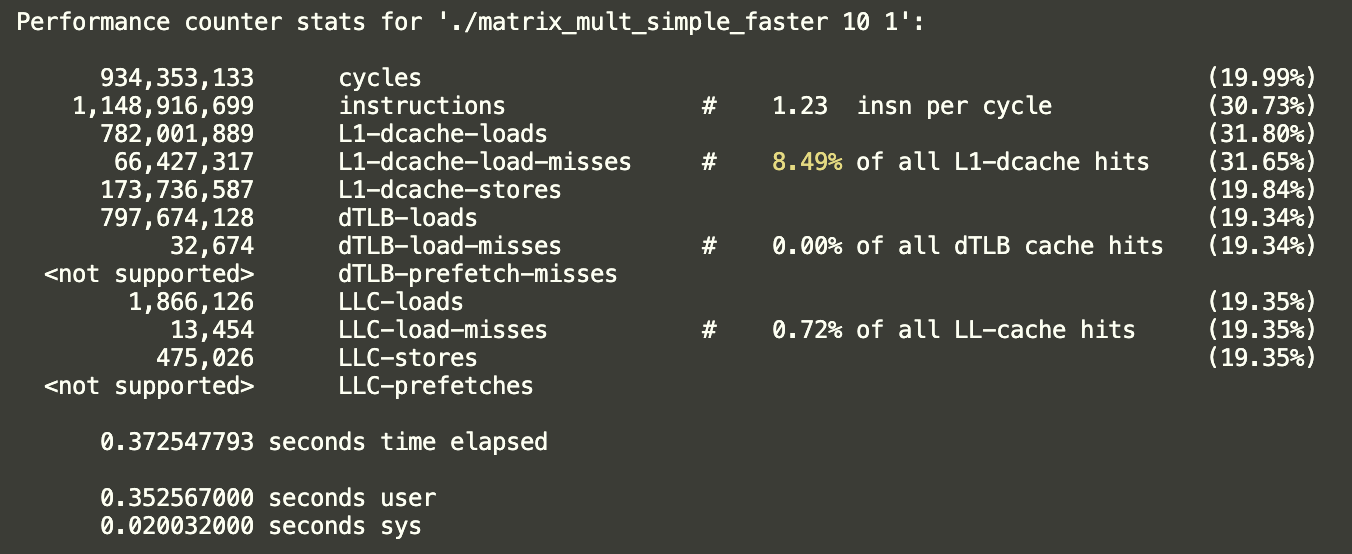 Performance counter stats for './matrix_mult_simple_faster 10 1':
934,353,133 cycles (19.99%)
1,148,916,699 instructions # 1.23 insn per cycle (30.73%)
782,001,889 L1-dcache-loads (31.80%)
66,427,317 L1-dcache-load-misses # 8.49% of all L1-dcache hits (31.65%)
173,736,587 L1-dcache-stores (19.84%)
797,674,128 dTLB-loads (19.34%)
32,674 dTLB-load-misses # 0.00% of all dTLB cache hits (19.34%)
<not supported> dTLB-prefetch-misses
1,866,126 LLC-loads (19.35%)
13,454 LLC-load-misses # 0.72% of all LL-cache hits (19.35%)
475,026 LLC-stores (19.35%)
<not supported> LLC-prefetches
0.372547793 seconds time elapsed
0.352567000 seconds user
0.020032000 seconds sys